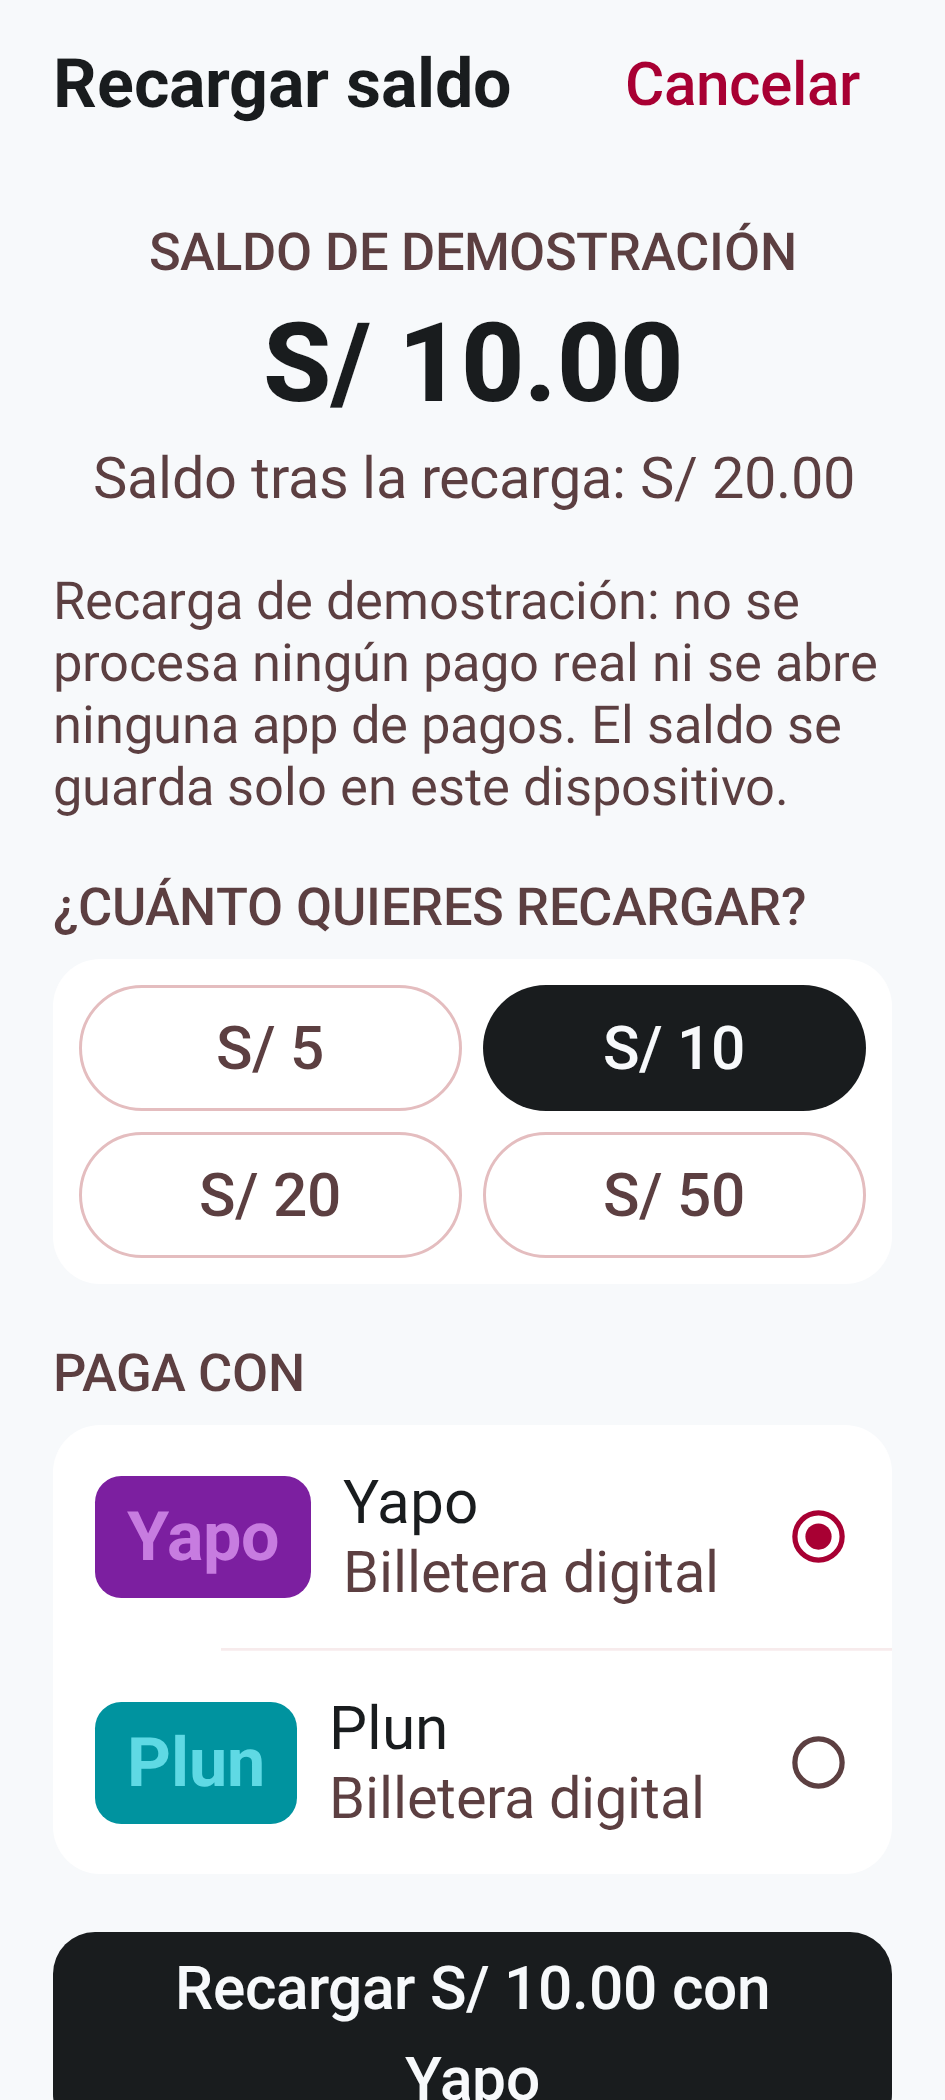 Recargar saldo
Cancelar
SALDO DE DEMOSTRACIÓN
S/ 10.00
Saldo tras la recarga: S/ 20.00
Recarga de demostración: no se
procesa ningún pago real ni se abre
ninguna app de pagos. El saldo se
guarda solo en este dispositivo.
¿CUÁNTO QUIERES RECARGAR?
S/ 5
S/ 10
S/ 20
S/ 50
PAGA CON
Yapo
Yapo
Billetera digital
Plun
Plun
Billetera digital
Recargar S/ 10.00 con
Yapo